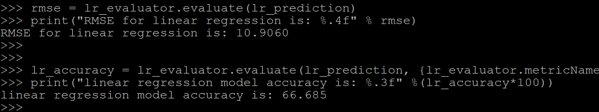 >>> rmse = lr_evaluator.evaluate(lr_prediction)
>>> print("RMSE for linear regression is: %.4f" % rmse)
RMSE for linear regression is: 10.9060
>>>
>>>
>>> lr_accuracy = lr_evaluator.evaluate(lr_prediction, {lr_evaluator.metricName
>>> print("linear regression model accuracy is: %.3f" %(lr_accuracy*100))
linear regression model accuracy is: 66.685
>>>